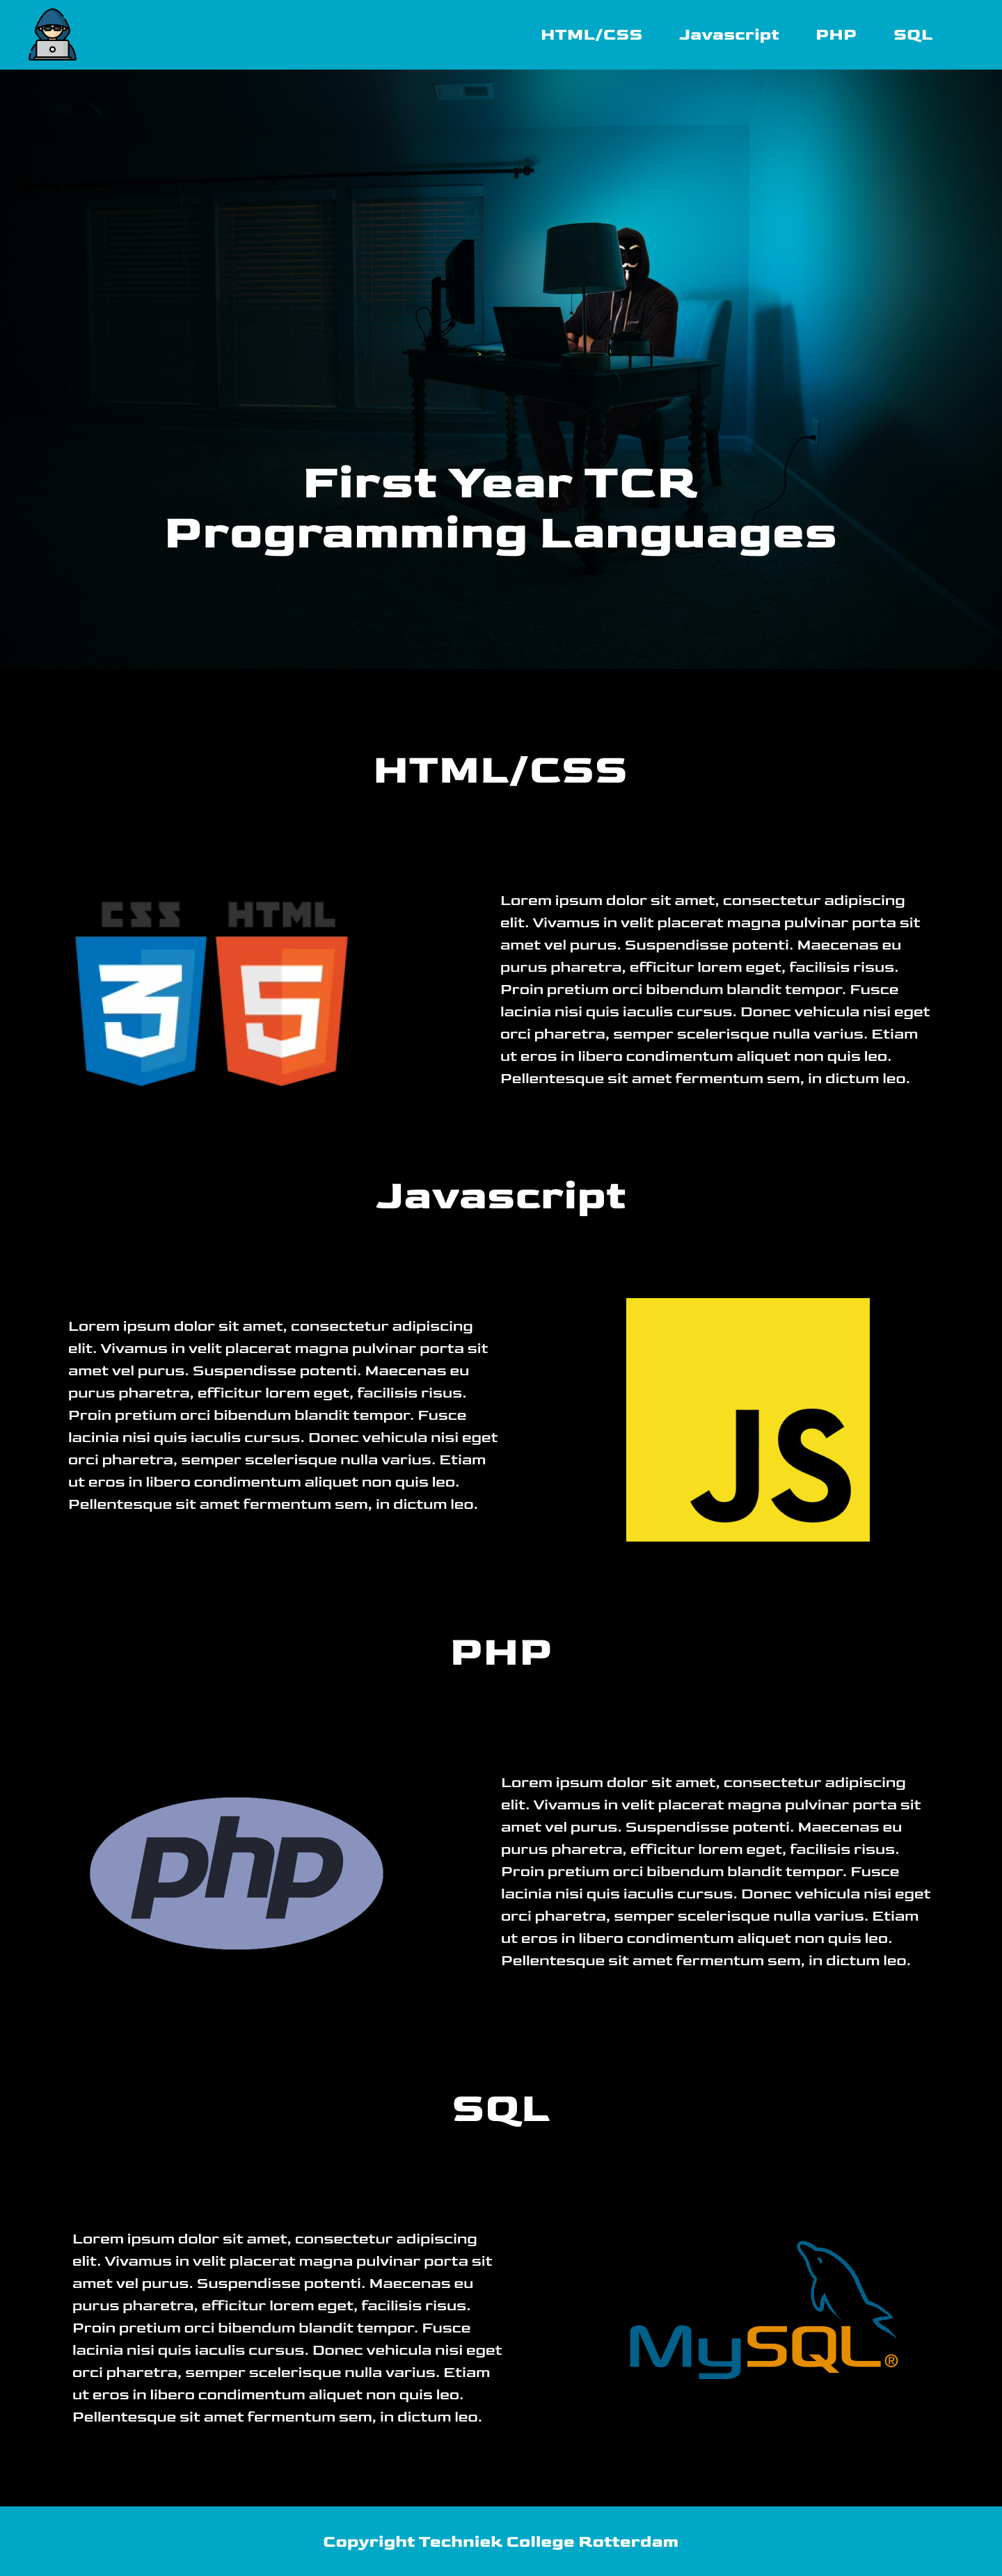 HTML/CSS Javascript PHP SQL
First Year TCR
Programming Languages
HTML/CSS
CSS HTML
3 5
Lorem ipsum dolor sit amet, consectetur adipiscing
elit. Vivamus in velit placerat magna pulvinar porta sit
amet vel purus. Suspendisse potenti. Maecenas eu
purus pharetra, efficitur lorem eget, facilisis risus.
Proin pretium orci bibendum blandit tempor. Fusce
lacinia nisi quis iaculis cursus. Donec vehicula nisi eget
orci pharetra, semper scelerisque nulla varius. Etiam
ut eros in libero condimentum aliquet non quis leo.
Pellentesque sit amet fermentum sem, in dictum leo.
Javascript
Lorem ipsum dolor sit amet, consectetur adipiscing
elit. Vivamus in velit placerat magna pulvinar porta sit
amet vel purus. Suspendisse potenti. Maecenas eu
purus pharetra, efficitur lorem eget, facilisis risus.
Proin pretium orci bibendum blandit tempor. Fusce
lacinia nisi quis iaculis cursus. Donec vehicula nisi eget
orci pharetra, semper scelerisque nulla varius. Etiam
ut eros in libero condimentum aliquet non quis leo.
Pellentesque sit amet fermentum sem, in dictum leo.
JS
PHP
php
Lorem ipsum dolor sit amet, consectetur adipiscing
elit. Vivamus in velit placerat magna pulvinar porta sit
amet vel purus. Suspendisse potenti. Maecenas eu
purus pharetra, efficitur lorem eget, facilisis risus.
Proin pretium orci bibendum blandit tempor. Fusce
lacinia nisi quis iaculis cursus. Donec vehicula nisi eget
orci pharetra, semper scelerisque nulla varius. Etiam
ut eros in libero condimentum aliquet non quis leo.
Pellentesque sit amet fermentum sem, in dictum leo.
SQL
Lorem ipsum dolor sit amet, consectetur adipiscing
elit. Vivamus in velit placerat magna pulvinar porta sit
amet vel purus. Suspendisse potenti. Maecenas eu
purus pharetra, efficitur lorem eget, facilisis risus.
Proin pretium orci bibendum blandit tempor. Fusce
lacinia nisi quis iaculis cursus. Donec vehicula nisi eget
orci pharetra, semper scelerisque nulla varius. Etiam
ut eros in libero condimentum aliquet non quis leo.
Pellentesque sit amet fermentum sem, in dictum leo.
MySQL®
Copyright Techniek College Rotterdam